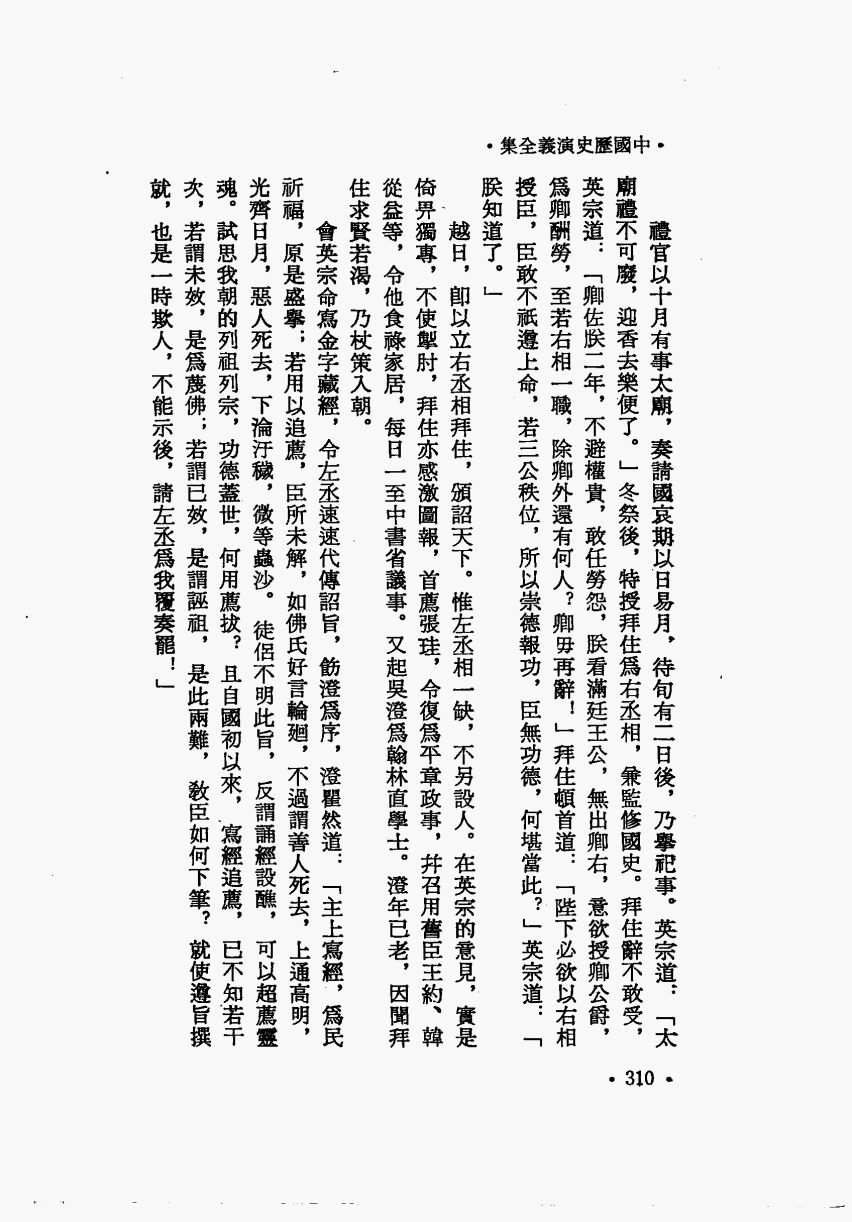 •中國歷史演義全集•
禮官以十月有事太廟，奏請國哀期以日易月，待旬有二日後，乃舉祀事。英宗道：「太
廟禮不可廢，迎香去樂便了。」冬祭後，特授拜住爲右丞相，兼監修國史。拜住辭不敢受，
英宗道：「卿佐朕二年，不避權貴，敢任勞怨，朕看滿廷王公，無出卿右，意欲授卿公爵，
爲卿酬勞，至若右相一職，除卿外還有何人？卿毋再辭！」拜住頓首道：「陛下必欲以右相
授臣，臣敢不祇遵上命，若三公秩位，所以崇德報功，臣無功德，何堪當此？」英宗道：「
朕知道了。」
越日，卽以立右丞相拜住，頒詔天下。惟左丞相一缺，不另設人。在英宗的意見，實是
倚畀獨專，不使掣肘，拜住亦感激圖報，首薦張珪，令復爲平章政事，幷召用舊臣王約、韓
從益等，令他食祿家居，每日一至中書省議事。又起吳澄爲翰林直學士。澄年已老，因聞拜
住求賢若渴，乃杖策入朝。
會英宗命寫金字藏經，令左丞速速代傳詔旨，飭澄爲序，澄瞿然道：「主上寫經，爲民
祈福，原是盛舉；若用以追薦，臣所未解，如佛氏好言輪廻，不過謂善人死去，上通高明，
光齊日月，惡人死去，下淪汙穢，微等蟲沙。徒侶不明此旨，反謂誦經設醮，可以超薦靈
魂。試思我朝的列祖列宗，功德蓋世，何用薦拔？且自國初以來，寫經追薦，已不知若干
次，若謂未效，是爲蔑佛；若謂已效，是謂誣祖，是此兩難，敎臣如何下筆？就使遵旨撰
就，也是一時欺人，不能示後，請左丞爲我覆奏罷！」
•310•